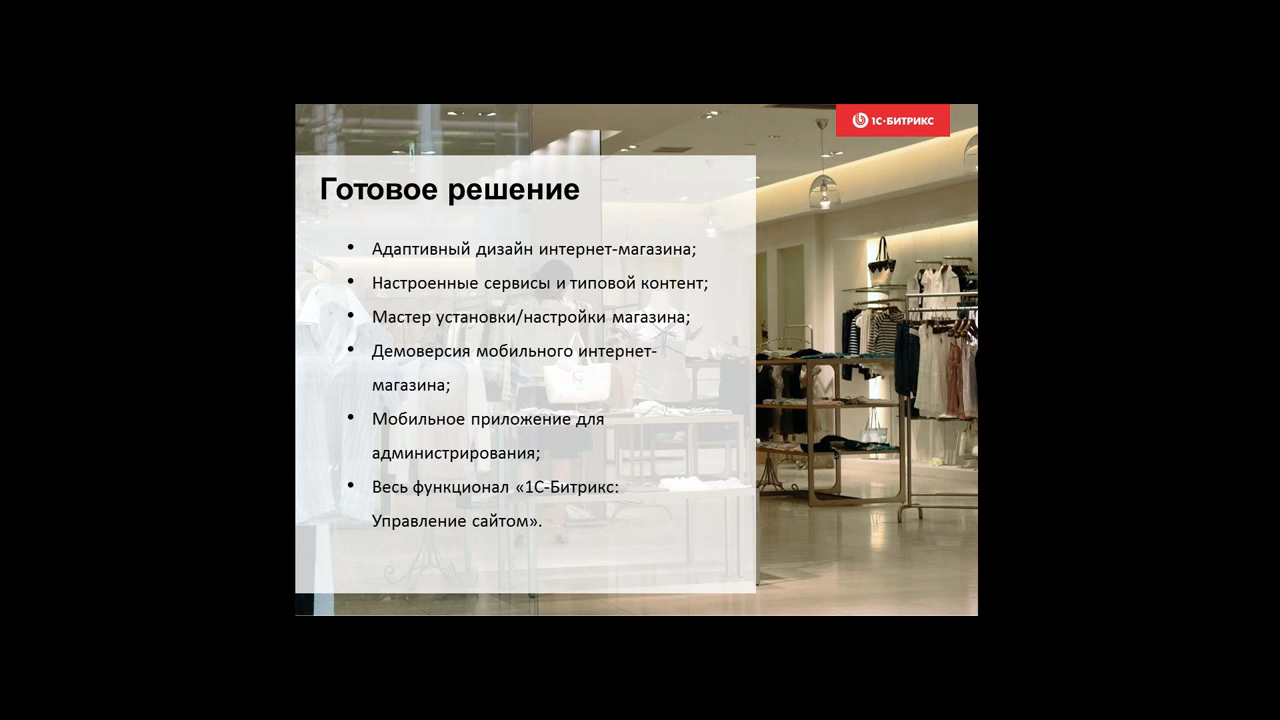 1С-БИТРИКС
Готовое решение
• Адаптивный дизайн интернет-магазина;
• Настроенные сервисы и типовой контент;
• Мастер установки/настройки магазина;
• Демоверсия мобильного интернет-
магазина;
• Мобильное приложение для
администрирования;
• Весь функционал «1С-Битрикс:
Управление сайтом».